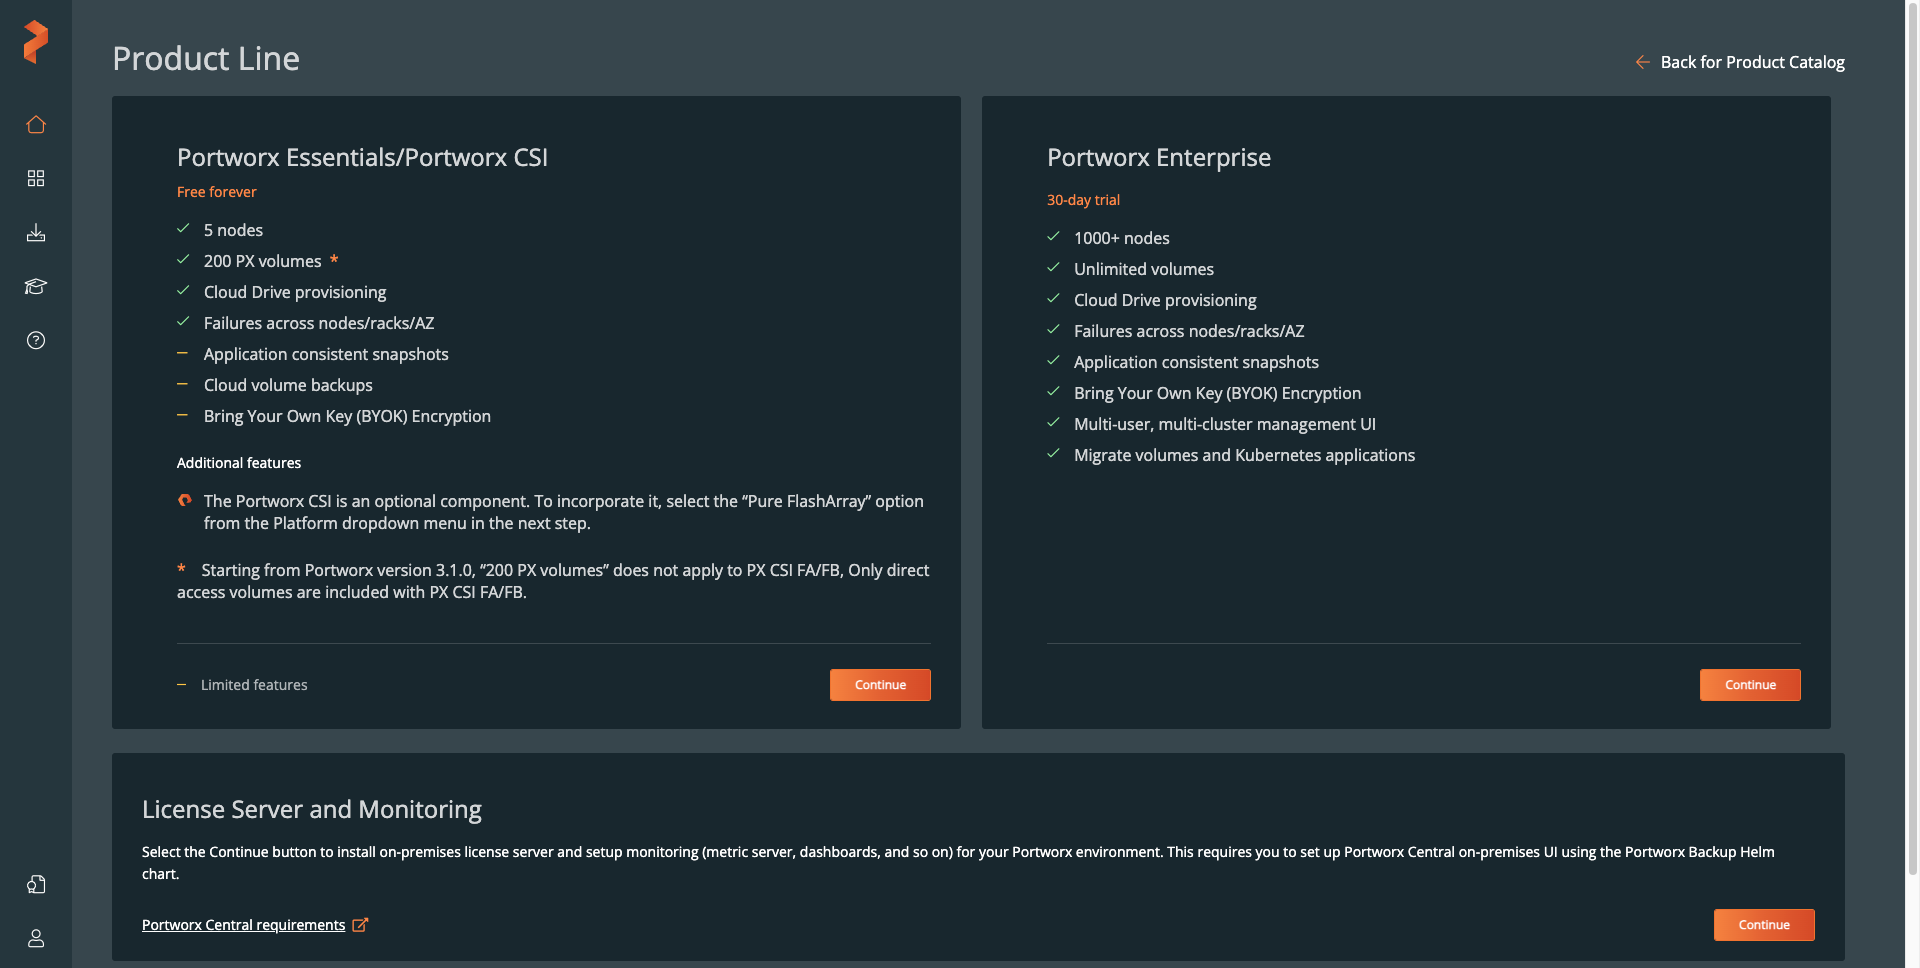 Product Line
Back for Product Catalog
Portworx Essentials/Portworx CSI
Free forever
5 nodes
200 PX volumes *
Cloud Drive provisioning
Failures across nodes/racks/AZ
Application consistent snapshots
Cloud volume backups
Bring Your Own Key (BYOK) Encryption
Additional features
The Portworx CSI is an optional component. To incorporate it, select the “Pure FlashArray” option
from the Platform dropdown menu in the next step.
* Starting from Portworx version 3.1.0, “200 PX volumes” does not apply to PX CSI FA/FB, Only direct
access volumes are included with PX CSI FA/FB.
Limited features
Continue
Portworx Enterprise
30-day trial
1000+ nodes
Unlimited volumes
Cloud Drive provisioning
Failures across nodes/racks/AZ
Application consistent snapshots
Bring Your Own Key (BYOK) Encryption
Multi-user, multi-cluster management UI
Migrate volumes and Kubernetes applications
Continue
License Server and Monitoring
Select the Continue button to install on-premises license server and setup monitoring (metric server, dashboards, and so on) for your Portworx environment. This requires you to set up Portworx Central on-premises UI using the Portworx Backup Helm
chart.
Portworx Central requirements
Continue